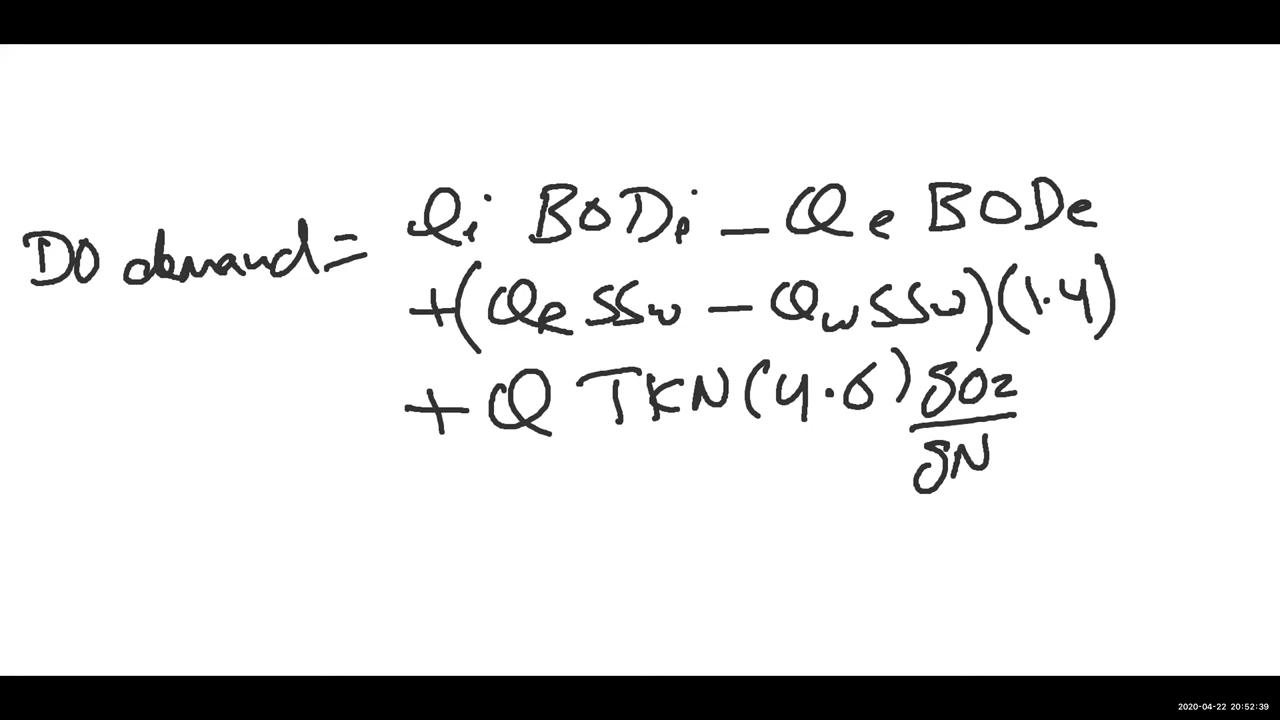 DO demand = Qi BODi - Qe BODe
+ (QR SSw - Qw SSw)(1.4)
+ Q TKN (4.6) gO2
gN
2020-04-22 20:52:39